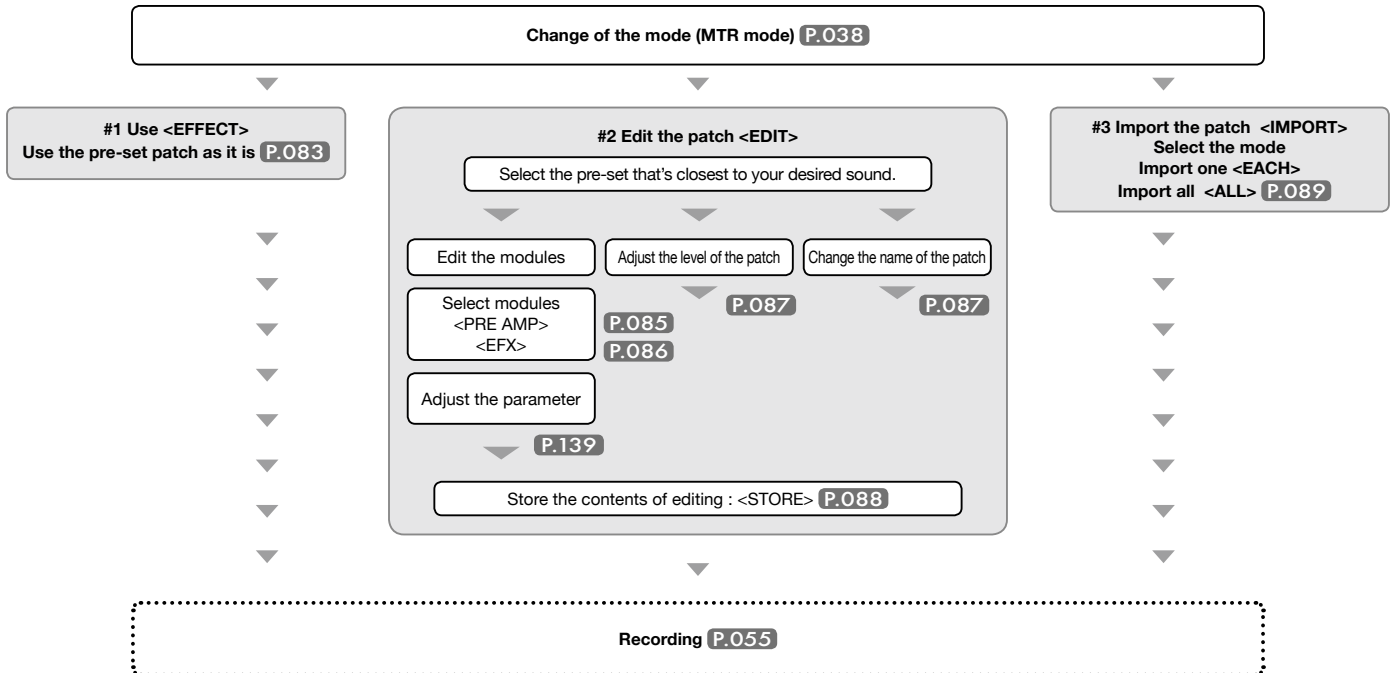 Change of the mode (MTR mode) P.038
#1 Use <EFFECT>
Use the pre-set patch as it is P.083
#2 Edit the patch <EDIT>
Select the pre-set that's closest to your desired sound.
Edit the modules
Adjust the level of the patch
Change the name of the patch
P.087
P.087
Select modules
<PRE AMP>
<EFX>
P.085
P.086
Adjust the parameter
P.139
Store the contents of editing : <STORE> P.088
#3 Import the patch <IMPORT>
Select the mode
Import one <EACH>
Import all <ALL> P.089
Recording P.055